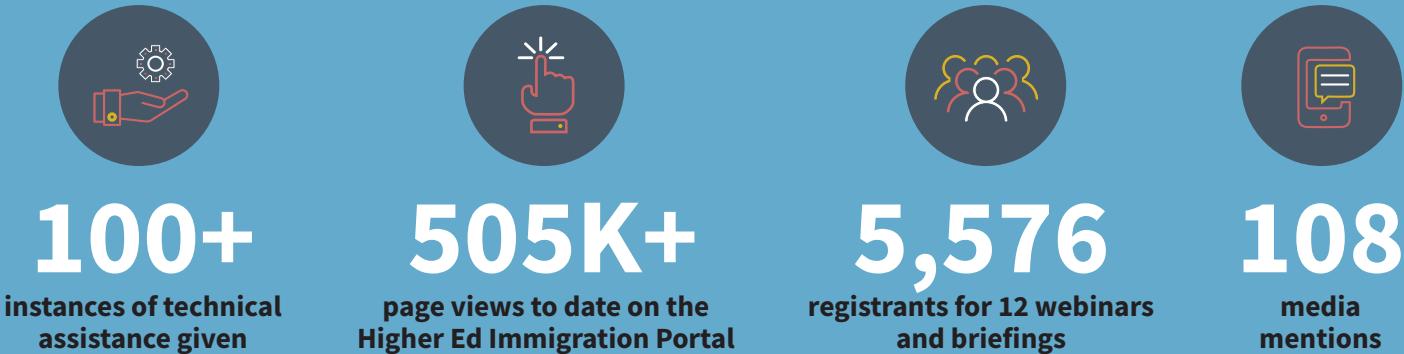 100+
instances of technical
assistance given
505K+
page views to date on the
Higher Ed Immigration Portal
5,576
registrants for 12 webinars
and briefings
108
media
mentions